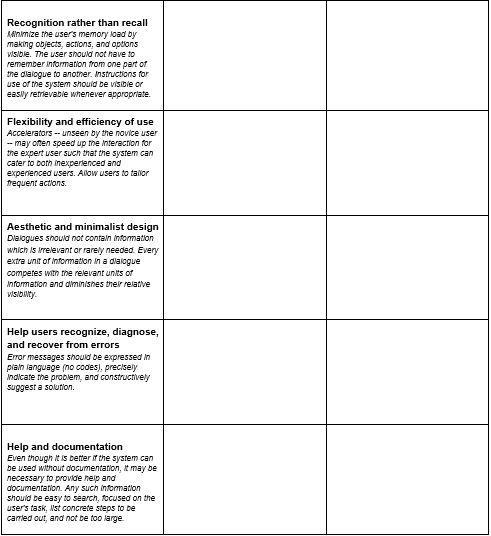 Recognition rather than recall
Minimize the user's memory load by
making objects, actions, and options
visible. The user should not have to
remember information from one part of
the dialogue to another. Instructions for
use of the system should be visible or
easily retrievable whenever appropriate.
Flexibility and efficiency of use
Accelerators -- unseen by the novice user
-- may often speed up the interaction for
the expert user such that the system can
cater to both inexperienced and
experienced users. Allow users to tailor
frequent actions.
Aesthetic and minimalist design
Dialogues should not contain information
which is irrelevant or rarely needed. Every
extra unit of information in a dialogue
competes with the relevant units of
information and diminishes their relative
visibility.
Help users recognize, diagnose,
and recover from errors
Error messages should be expressed in
plain language (no codes), precisely
indicate the problem, and constructively
suggest a solution.
Help and documentation
Even though it is better if the system can
be used without documentation, it may be
necessary to provide help and
documentation. Any such information
should be easy to search, focused on the
user's task, list concrete steps to be
carried out, and not be too large.